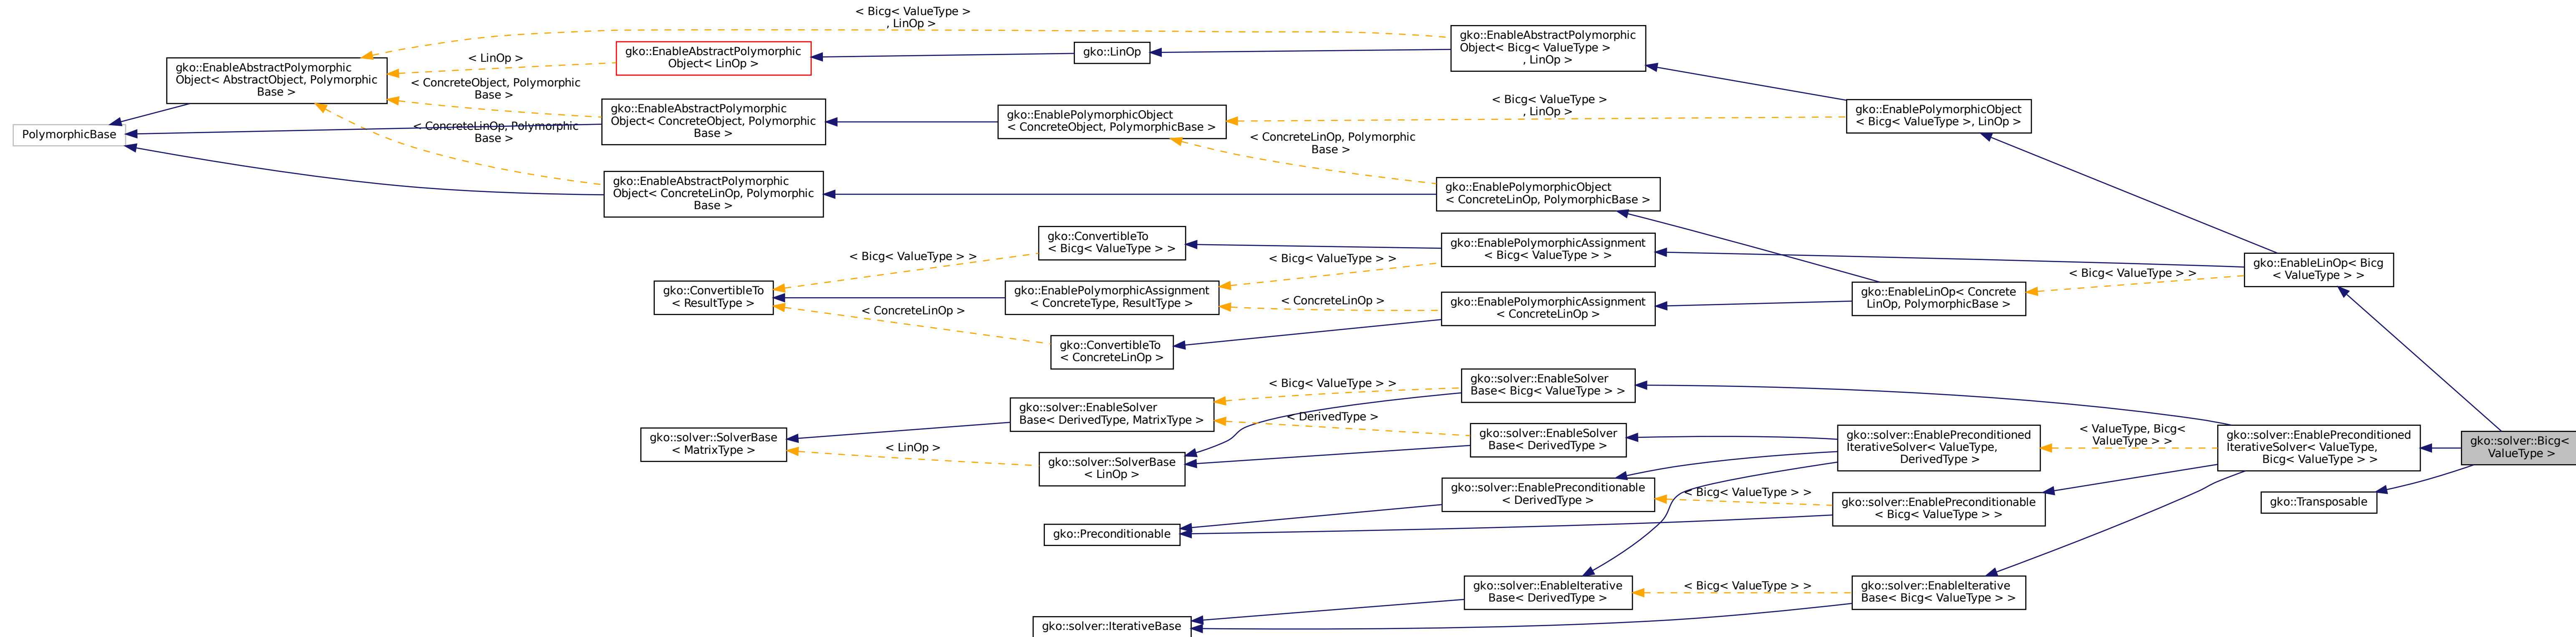 < Bicg< ValueType >
, LinOp >
gko::EnableAbstractPolymorphic
Object< AbstractObject, Polymorphic
Base >
< LinOp >
gko::EnableAbstractPolymorphic
Object< LinOp >
gko::LinOp
gko::EnableAbstractPolymorphic
Object< Bicg< ValueType >
, LinOp >
< ConcreteObject, Polymorphic
Base >
PolymorphicBase
< ConcreteLinOp, Polymorphic
Base >
gko::EnableAbstractPolymorphic
Object< ConcreteObject, Polymorphic
Base >
gko::EnablePolymorphicObject
< ConcreteObject, PolymorphicBase >
< Bicg< ValueType >
, LinOp >
gko::EnablePolymorphicObject
< Bicg< ValueType >, LinOp >
< ConcreteLinOp, Polymorphic
Base >
gko::EnableAbstractPolymorphic
Object< ConcreteLinOp, Polymorphic
Base >
gko::EnablePolymorphicObject
< ConcreteLinOp, PolymorphicBase >
gko::ConvertibleTo
< ResultType >
< Bicg< ValueType > >
gko::ConvertibleTo
< Bicg< ValueType > >
< Bicg< ValueType > >
gko::EnablePolymorphicAssignment
< Bicg< ValueType > >
gko::EnablePolymorphicAssignment
< ConcreteType, ResultType >
< ConcreteLinOp >
gko::EnablePolymorphicAssignment
< ConcreteLinOp >
< ConcreteLinOp >
gko::ConvertibleTo
< ConcreteLinOp >
gko::EnableLinOp< Concrete
LinOp, PolymorphicBase >
< Bicg< ValueType > >
gko::EnableLinOp< Bicg
< ValueType > >
< Bicg< ValueType > >
gko::solver::EnableSolver
Base< Bicg< ValueType > >
gko::solver::EnableSolver
Base< DerivedType, MatrixType >
< DerivedType >
gko::solver::EnableSolver
Base< DerivedType >
gko::solver::SolverBase
< MatrixType >
< LinOp >
gko::solver::SolverBase
< LinOp >
gko::solver::EnablePreconditioned
IterativeSolver< ValueType,
DerivedType >
< ValueType, Bicg<
ValueType > >
gko::solver::EnablePreconditioned
IterativeSolver< ValueType,
Bicg< ValueType > >
gko::solver::Bicg<
ValueType >
gko::Transposable
gko::solver::EnablePreconditionable
< DerivedType >
< Bicg< ValueType > >
gko::solver::EnablePreconditionable
< Bicg< ValueType > >
gko::Preconditionable
gko::solver::EnableIterative
Base< DerivedType >
< Bicg< ValueType > >
gko::solver::EnableIterative
Base< Bicg< ValueType > >
gko::solver::IterativeBase